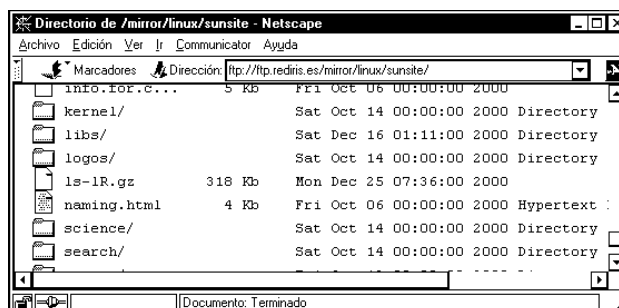 Directorio de /mirror/linux/sunsite - Netscape
Archivo Edición Ver Ir Communicator Ayuda
Marcadores Dirección: ftp://ftp.rediris.es/mirror/linux/sunsite/
info.for.c... 5 Kb Fri Oct 06 00:00:00 2000
kernel/ Sat Oct 14 00:00:00 2000 Directory
libs/ Sat Dec 16 01:11:00 2000 Directory
logos/ Sat Oct 14 00:00:00 2000 Directory
ls-lR.gz 318 Kb Mon Dec 25 07:36:00 2000
naming.html 4 Kb Fri Oct 06 00:00:00 2000 Hypertext
science/ Sat Oct 14 00:00:00 2000 Directory
search/ Sat Oct 14 00:00:00 2000 Directory
Documento: Terminado